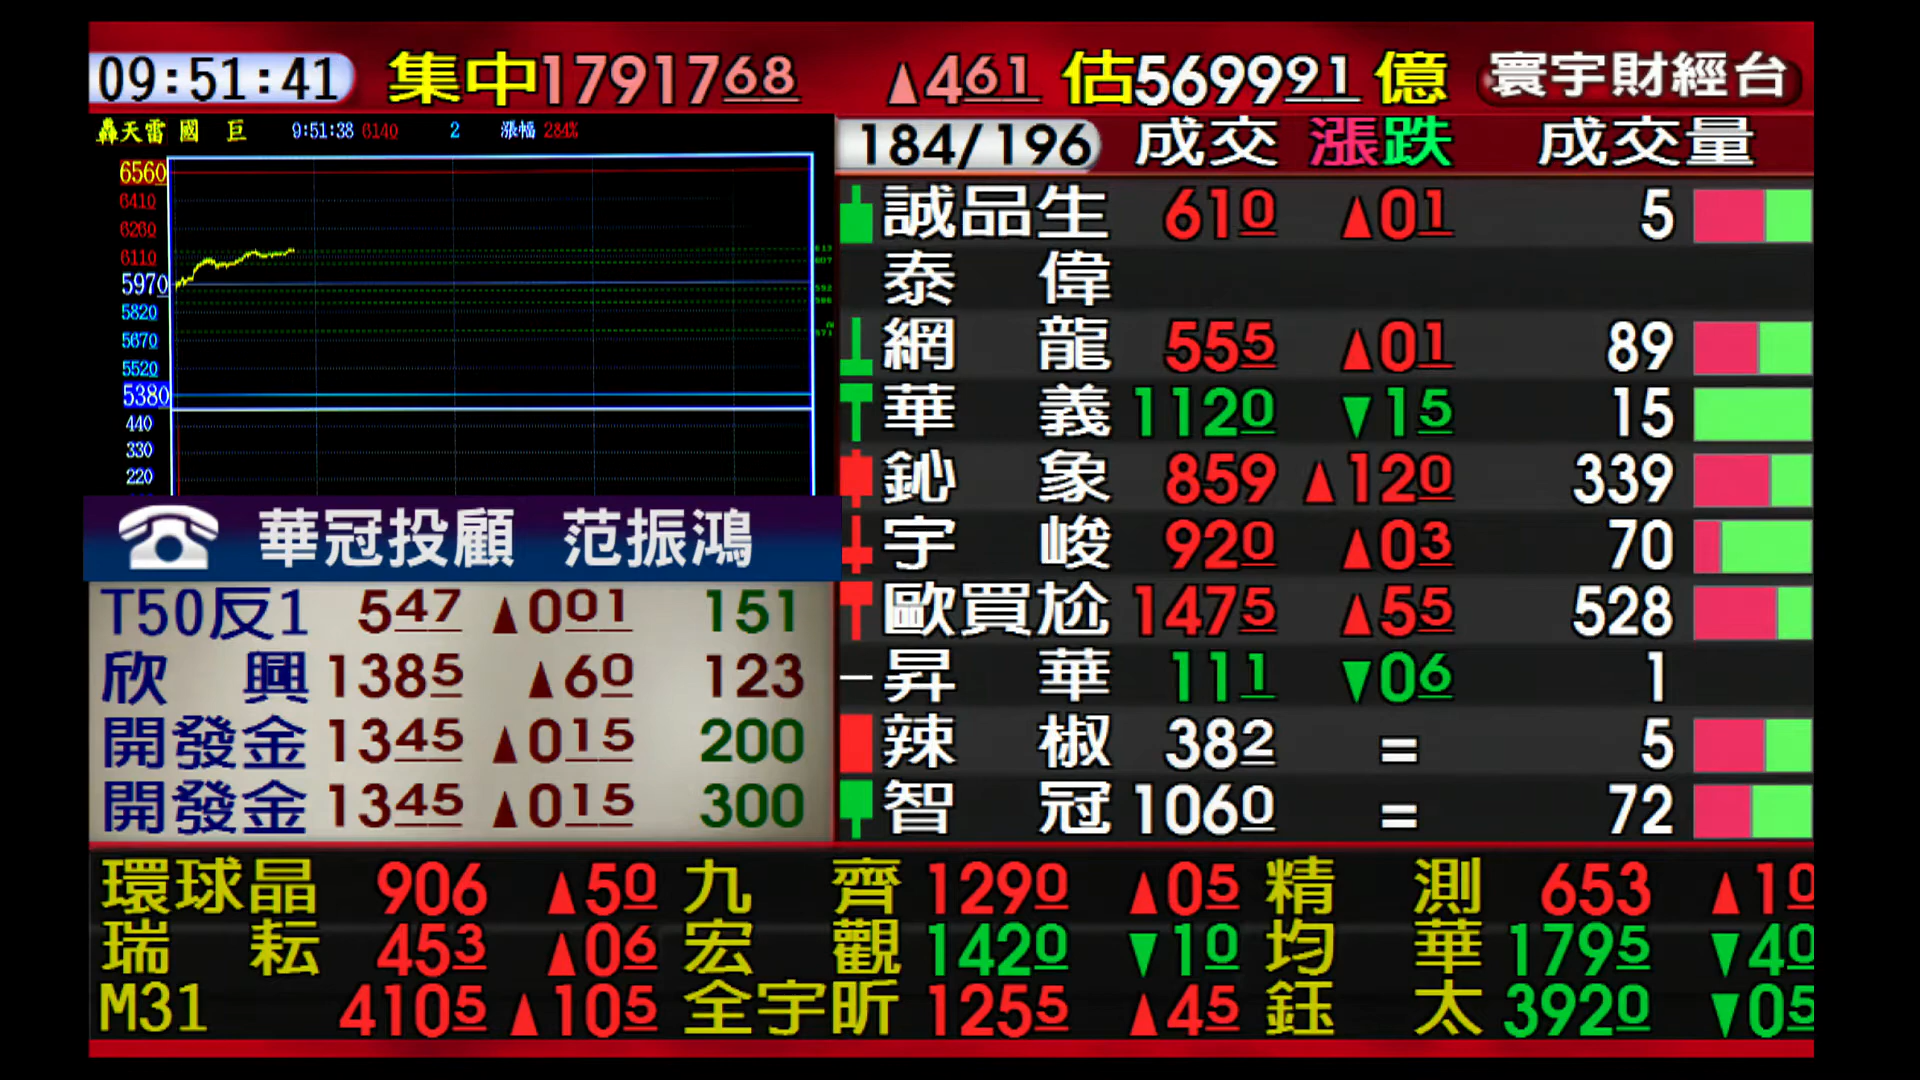 09:51:41 集中1791768 ▲461 估569991億 寰宇財經台
轟天雷 國 巨 9:51:38 6140 2 漲幅 284%
6560
6410
6260
6110
5970
5820
5670
5520
5380
440
330
220
華冠投顧 范振鴻
T50反1 547 ▲001 151
欣 興 1385 ▲60 123
開發金 1345 ▲015 200
開發金 1345 ▲015 300
184/196 成交 漲跌 成交量
誠品生 610 ▲01 5
泰 偉
網 龍 555 ▲01 89
華 義 1120 ▼15 15
鈊 象 859 ▲120 339
宇 峻 920 ▲03 70
歐買尬 1475 ▲55 528
昇 華 111 ▼06 1
辣 椒 382 = 5
智 冠 1060 = 72
環球晶 906 ▲50 九 齊 1290 ▲05 精 測 653 ▲10
瑞 耘 453 ▲06 宏 觀 1420 ▼10 均 華 1795 ▼40
M31 4105 ▲105 全宇昕 1255 ▲45 鈺 太 3920 ▼05